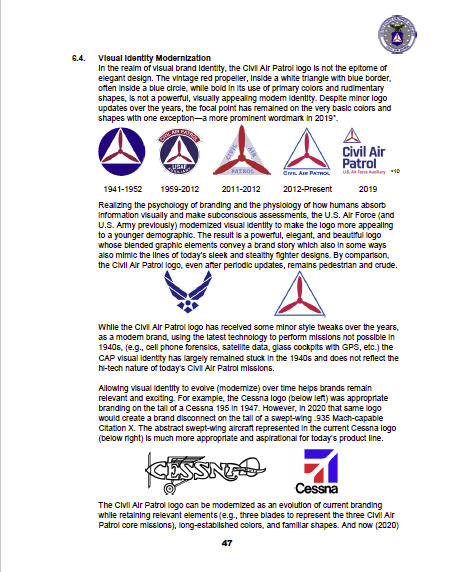 6.4. Visual Identity Modernization
In the realm of visual brand identity, the Civil Air Patrol logo is not the epitome of
elegant design. The vintage red propeller, inside a white triangle with blue border,
often inside a blue circle, while bold in its use of primary colors and rudimentary
shapes, is not a powerful, visually appealing modern identity. Despite minor logo
updates over the years, the focal point has remained on the very basic colors and
shapes with one exception—a more prominent wordmark in 2019*.
CIVIL AIR PATROL
USAF
CIVIL AIR
PATROL
CIVIL AIR PATROL
Civil Air
Patrol
U.S. Air Force Auxiliary
*10
1941-1952 1959-2012 2011-2012 2012-Present 2019
Realizing the psychology of branding and the physiology of how humans absorb
information visually and make subconscious assessments, the U.S. Air Force (and
U.S. Army previously) modernized visual identity to make the logo more appealing
to a younger demographic. The result is a powerful, elegant, and beautiful logo
whose blended graphic elements convey a brand story which also in some ways
also mimic the lines of today's sleek and stealthy fighter designs. By comparison,
the Civil Air Patrol logo, even after periodic updates, remains pedestrian and crude.
While the Civil Air Patrol logo has received some minor style tweaks over the years,
as a modern brand, using the latest technology to perform missions not possible in
1940s, (e.g., cell phone forensics, satellite data, glass cockpits with GPS, etc.) the
CAP visual identity has largely remained stuck in the 1940s and does not reflect the
hi-tech nature of today's Civil Air Patrol missions.
Allowing visual identity to evolve (modernize) over time helps brands remain
relevant and exciting. For example, the Cessna logo (below left) was appropriate
branding on the tail of a Cessna 195 in 1947. However, in 2020 that same logo
would create a brand disconnect on the tail of a swept-wing .935 Mach-capable
Citation X. The abstract swept-wing aircraft represented in the current Cessna logo
(below right) is much more appropriate and aspirational for today's product line.
CESSNA
Cessna
The Civil Air Patrol logo can be modernized as an evolution of current branding
while retaining relevant elements (e.g., three blades to represent the three Civil Air
Patrol core missions), long-established colors, and familiar shapes. And now (2020)
47